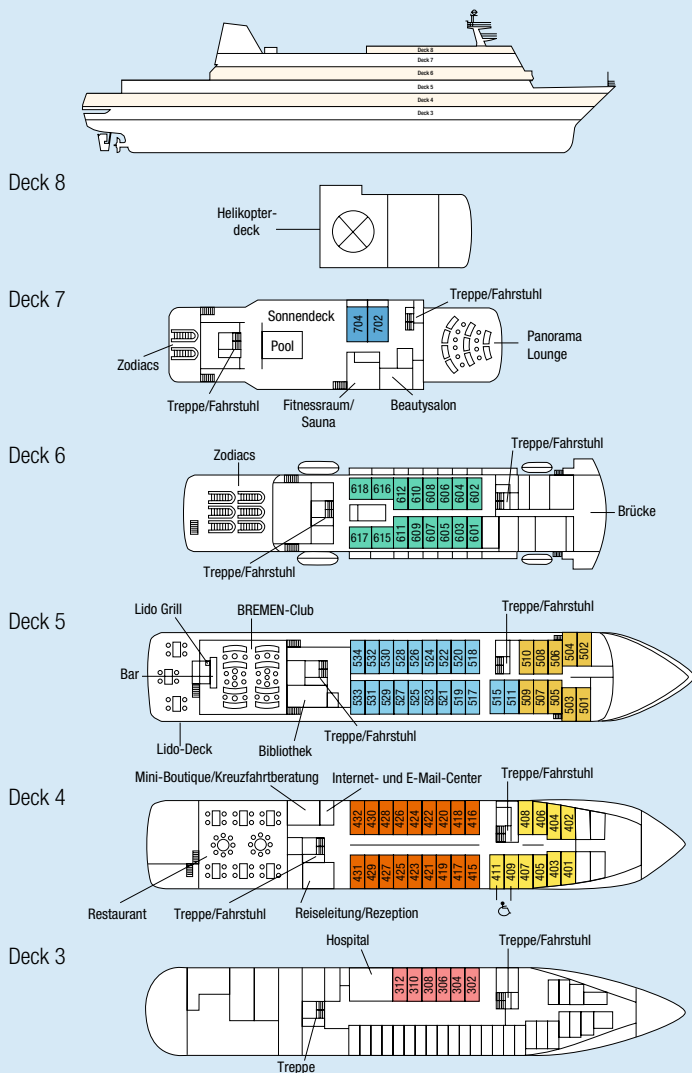 Deck 8
Deck 7
Deck 6
Deck 5
Deck 4
Deck 3
Deck 8
Helikopter-
deck
Deck 7
Treppe/Fahrstuhl
Sonnendeck
704 702
Pool
Panorama
Lounge
Zodiacs
Treppe/Fahrstuhl
Fitnessraum/
Sauna
Beautysalon
Deck 6
Zodiacs
Treppe/Fahrstuhl
618 616 612 610 608 606 604 602
Brücke
617 615 611 609 607 605 603 601
Treppe/Fahrstuhl
Deck 5
Lido Grill
BREMEN-Club
Treppe/Fahrstuhl
534 532 530 528 526 524 522 520 518 510 508 506 504 502
Bar
533 531 529 527 525 523 521 519 517 515 511 509 507 505 503 501
Lido-Deck
Bibliothek
Treppe/Fahrstuhl
Mini-Boutique/Kreuzfahrtberatung
Internet- und E-Mail-Center
Treppe/Fahrstuhl
Deck 4
432 430 428 426 424 422 420 418 416 408 406 404 402
431 429 427 425 423 421 419 417 415 411 409 407 405 403 401
Restaurant
Treppe/Fahrstuhl
Reiseleitung/Rezeption
Deck 3
Hospital
Treppe/Fahrstuhl
312 310 308 306 304 302
Treppe